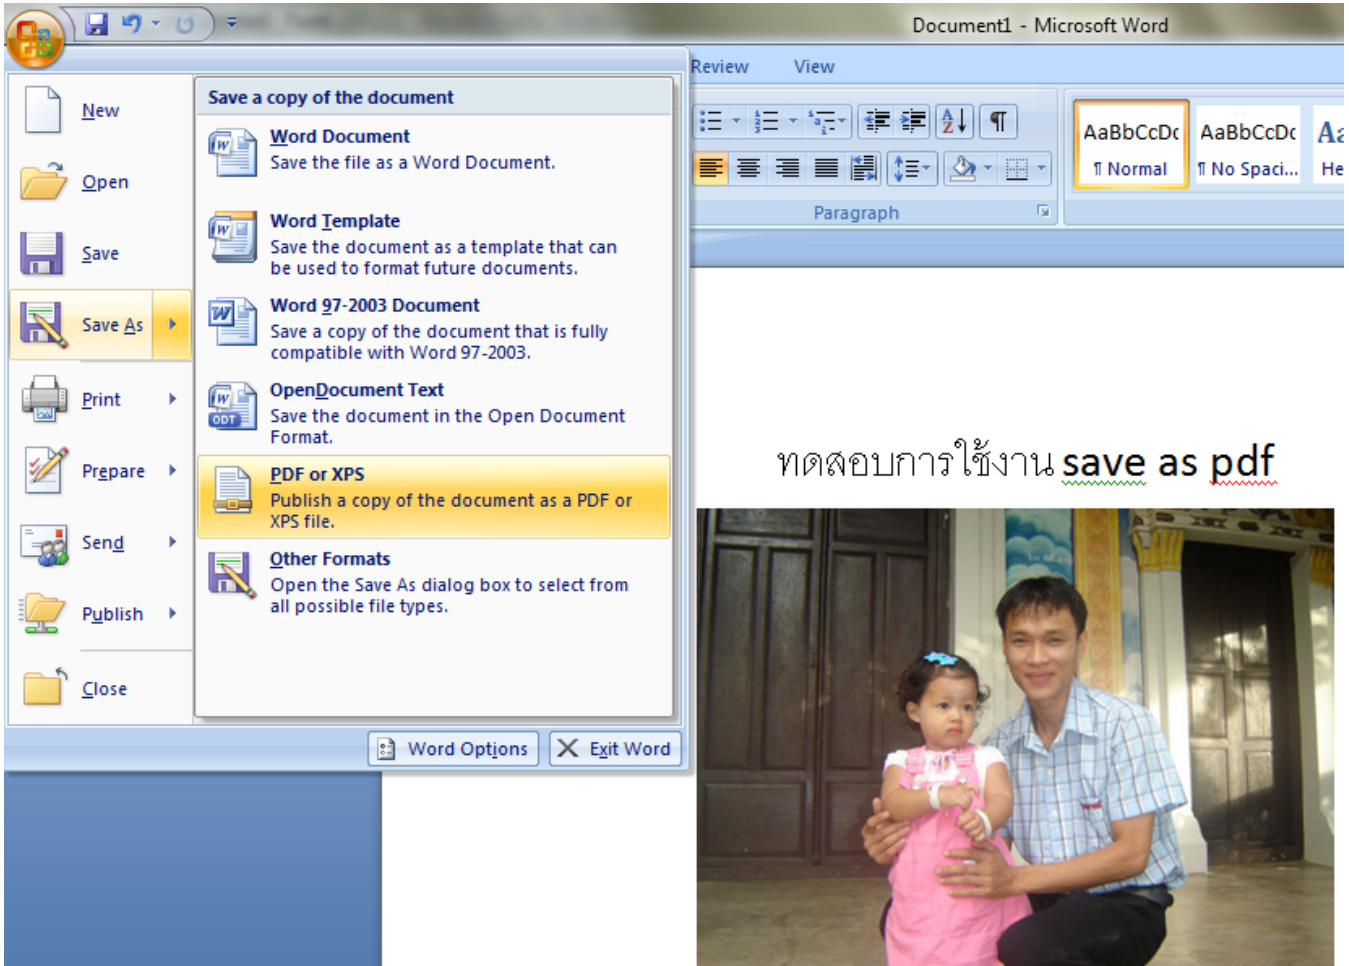 Document1 - Microsoft Word
Review View
New
Open
Save
Save As
Print
Prepare
Send
Publish
Close
Save a copy of the document
Word Document
Save the file as a Word Document.
Word Template
Save the document as a template that can
be used to format future documents.
Word 97-2003 Document
Save a copy of the document that is fully
compatible with Word 97-2003.
OpenDocument Text
Save the document in the Open Document
Format.
PDF or XPS
Publish a copy of the document as a PDF or
XPS file.
Other Formats
Open the Save As dialog box to select from
all possible file types.
Word Options
Exit Word
AaBbCcDc AaBbCcDc Aa
¶ Normal ¶ No Spaci... He
Paragraph
ทดสอบการใช้งาน save as pdf